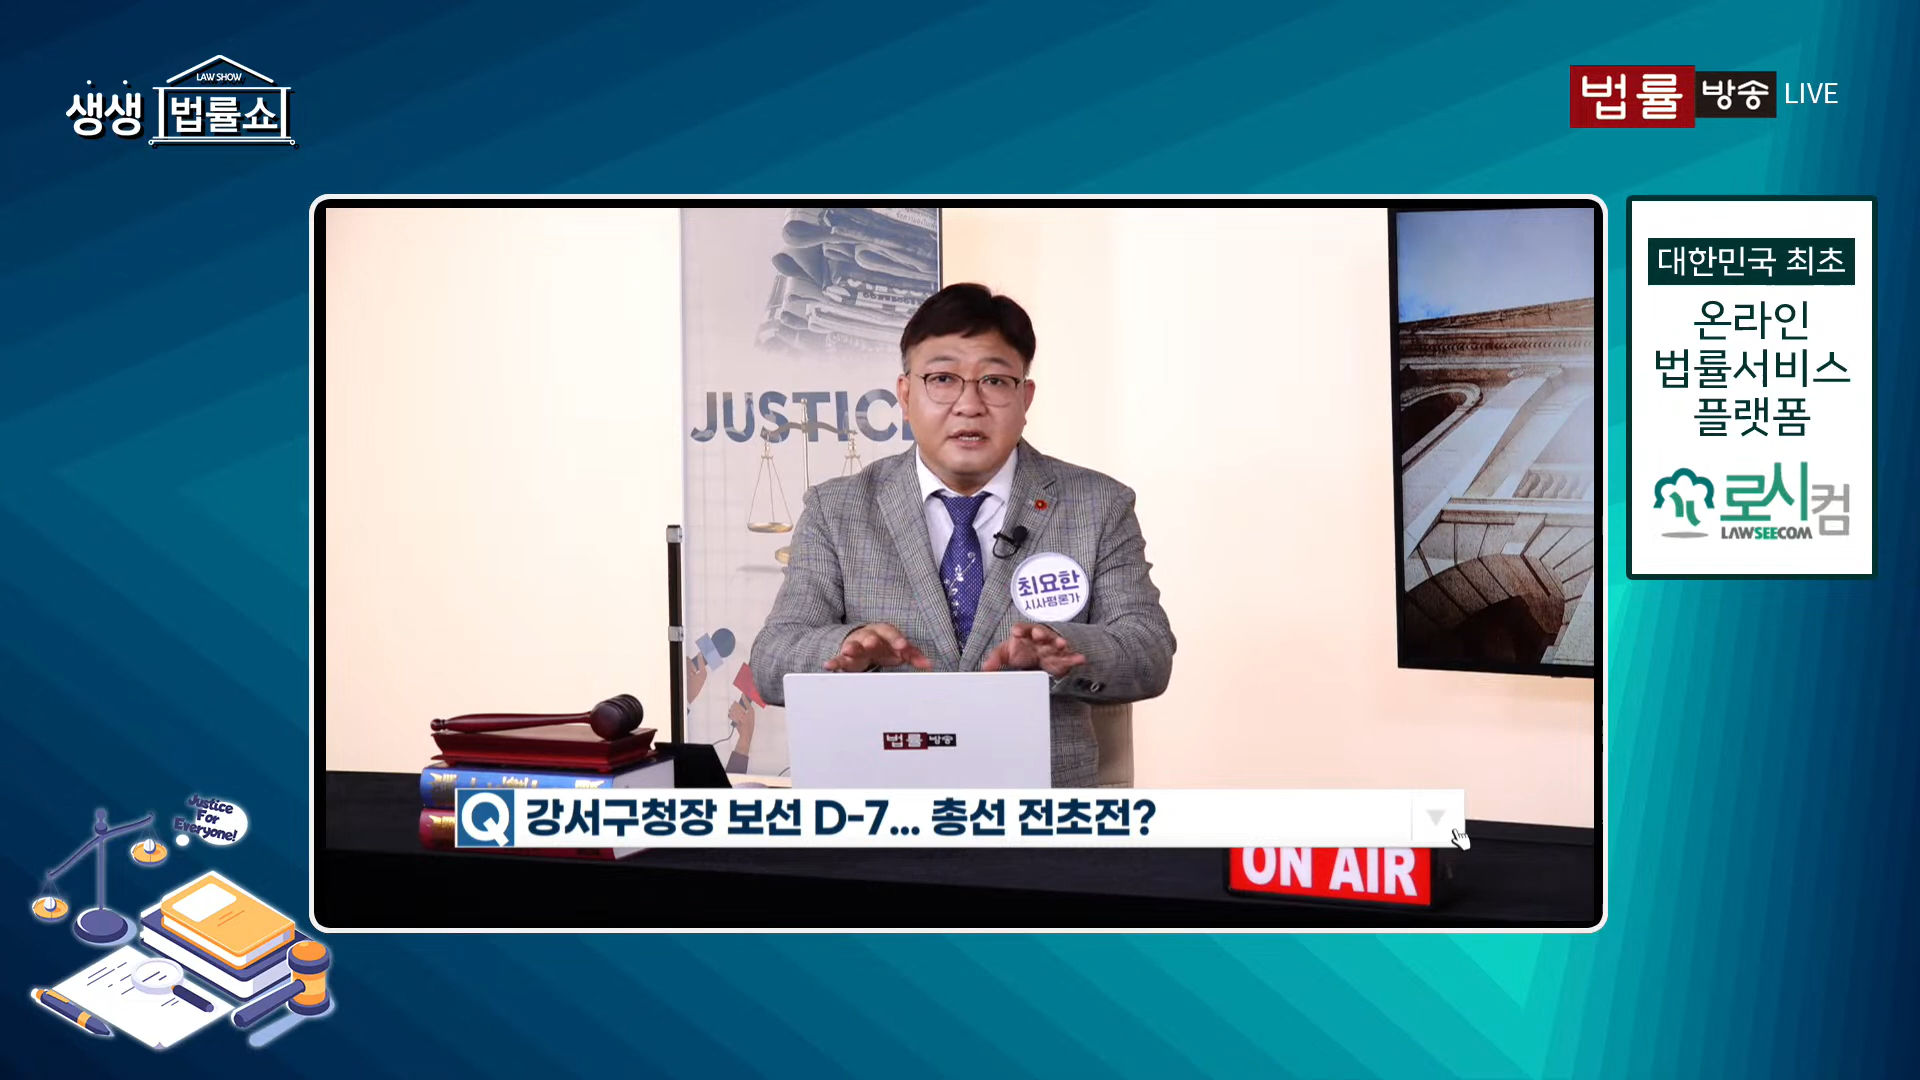 LAW SHOW
생생 법률쇼
법률방송 LIVE
대한민국 최초
온라인
법률서비스
플랫폼
로시컴
LAWSEECOM
JUSTIC
최요한
시사평론가
법률방송
Q 강서구청장 보선 D-7... 총선 전초전?
ON AIR
Justice
For
Everyone!